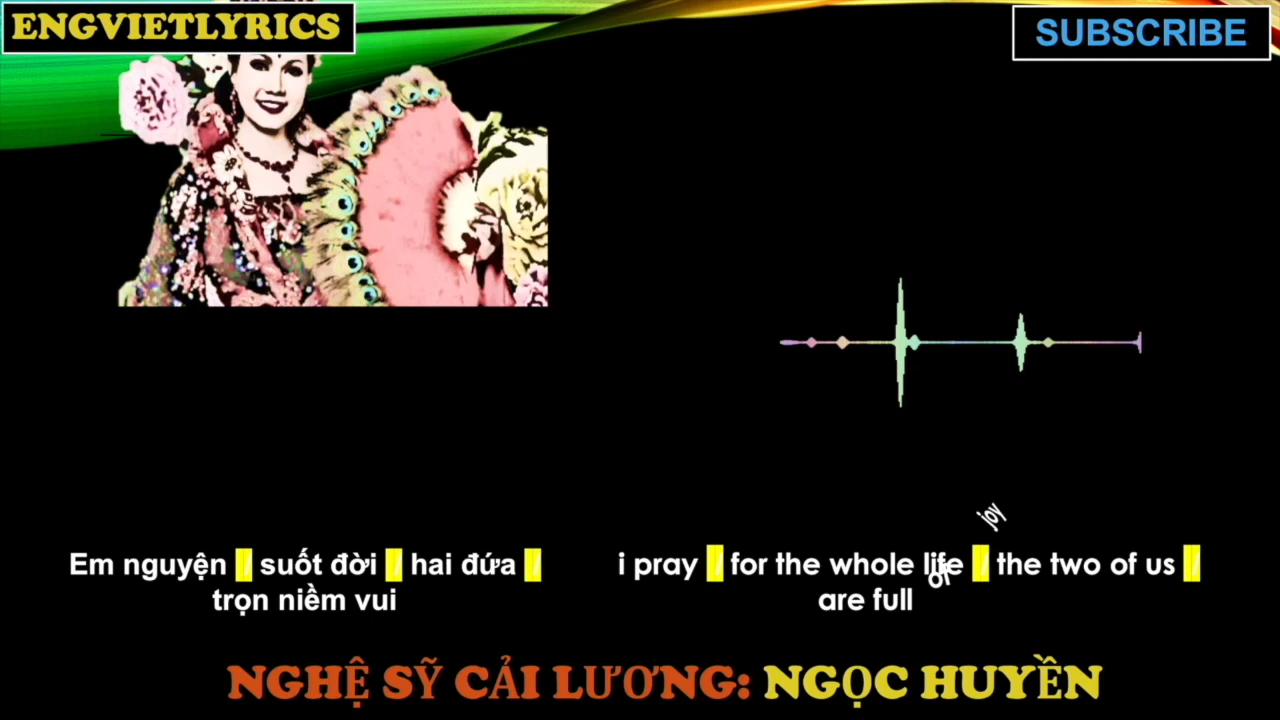 ENGVIETLYRICS
SUBSCRIBE
Em nguyện / suốt đời / hai đứa /
trọn niềm vui
i pray / for the whole life / the two of us /
are full of joy
NGHỆ SỸ CẢI LƯƠNG: NGỌC HUYỀN